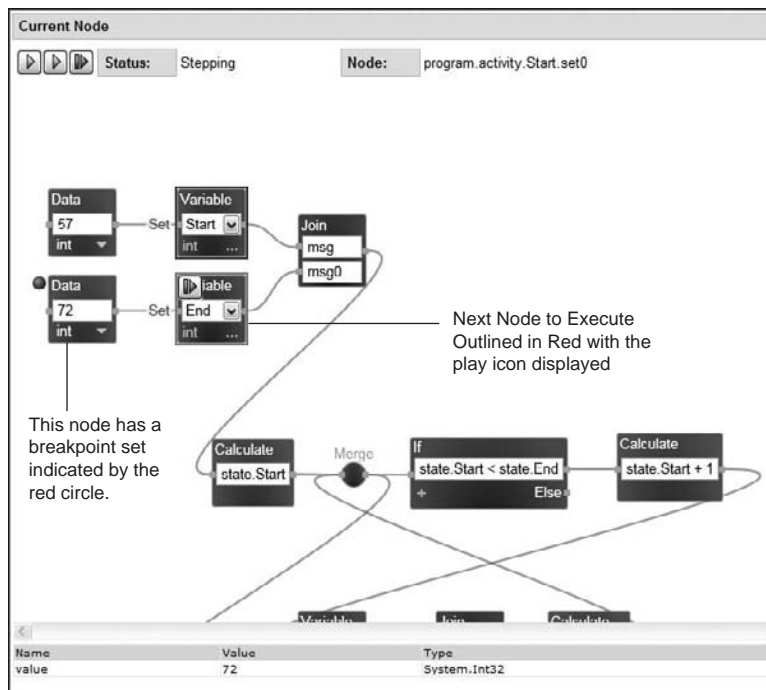 Current Node
Status: Stepping Node: program.activity.Start.set0
Data
57
int
Set
Variable
Start
int ...
Join
msg
msg0
Data
72
int
Set
iable
End
int ...
Next Node to Execute
Outlined in Red with the
play icon displayed
This node has a
breakpoint set
indicated by the
red circle.
Calculate
state.Start
Merge
If
state.Start < state.End
+ Else
Calculate
state.Start + 1
Variable Join Calculate
Name Value Type
value 72 System.Int32